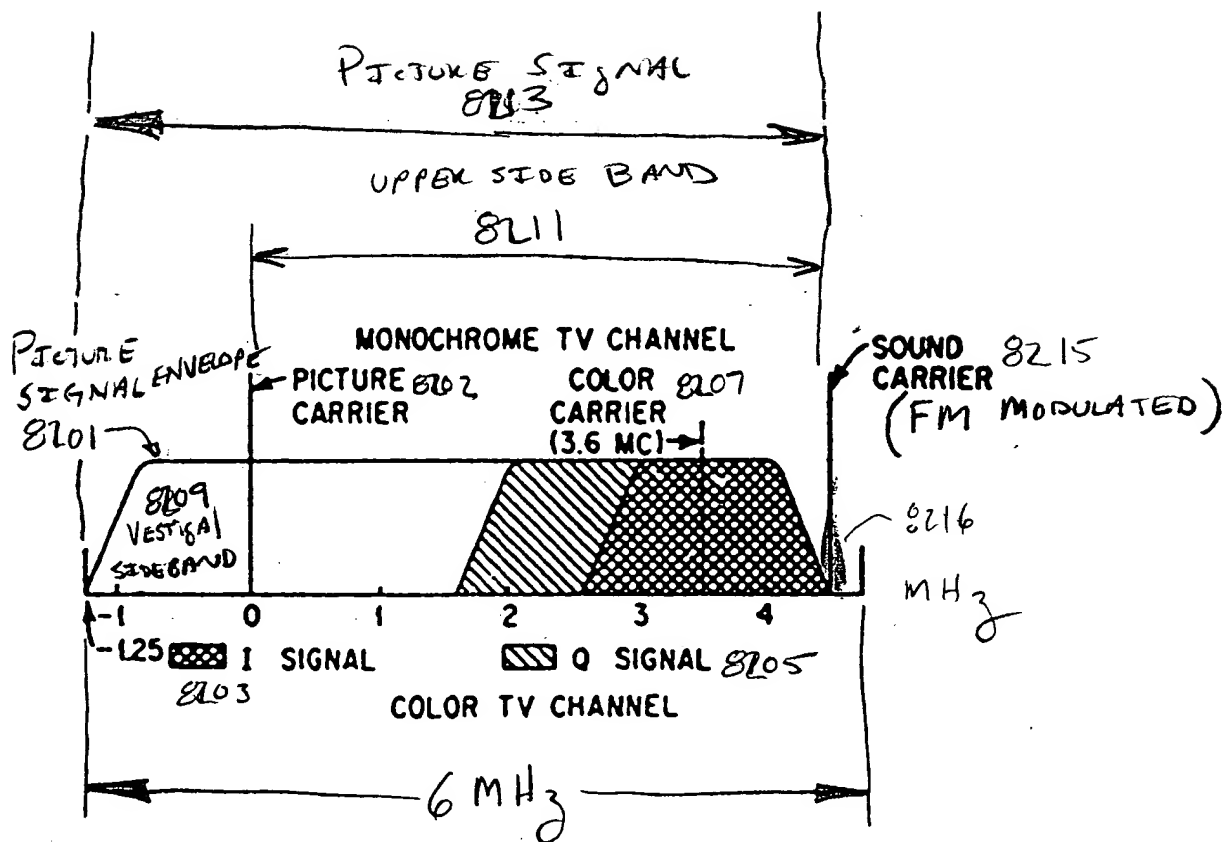 PICTURE SIGNAL
8213
UPPER SIDE BAND
8211
PICTURE
SIGNAL ENVELOPE
8201
MONOCHROME TV CHANNEL
PICTURE 8202
CARRIER
COLOR 8207
CARRIER
(3.6 MC)
SOUND 8215
CARRIER
(FM MODULATED)
8209
VESTIGAL
SIDEBAND
8216
-1 0 1 2 3 4 MHz
-1.25
I SIGNAL
8203
Q SIGNAL 8205
COLOR TV CHANNEL
6 MHz